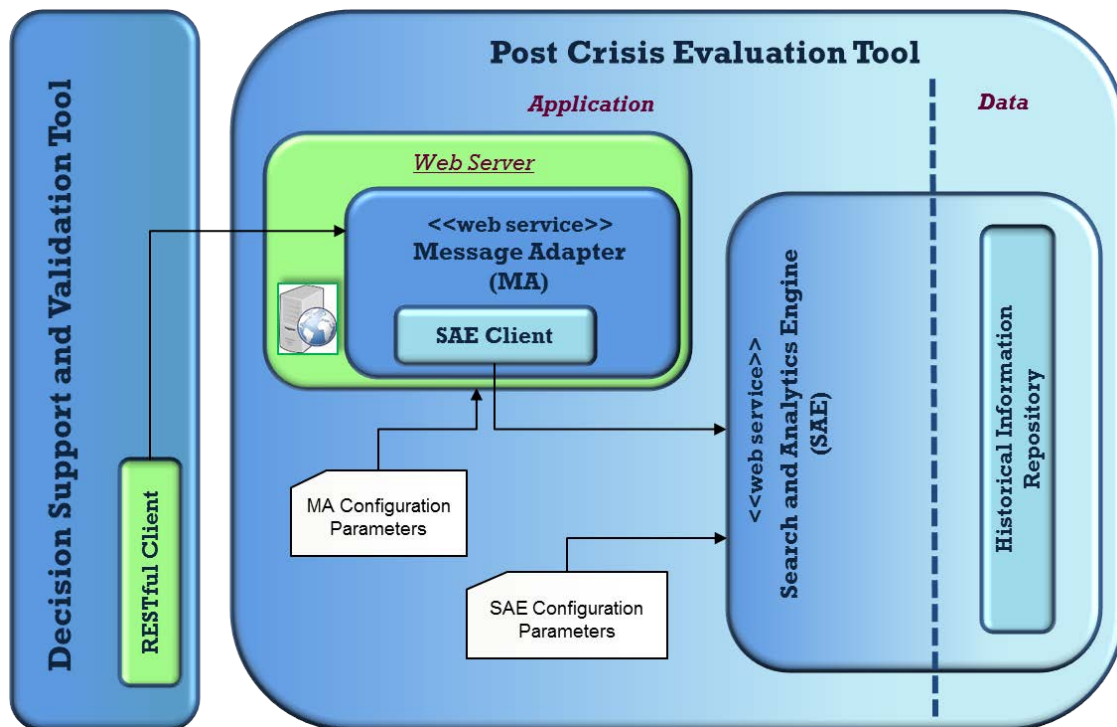 Decision Support and Validation Tool
RESTful Client
Post Crisis Evaluation Tool
Application
Data
Web Server
<<web service>>
Message Adapter
(MA)
SAE Client
MA Configuration
Parameters
SAE Configuration
Parameters
<<web service>>
Search and Analytics Engine
(SAE)
Historical Information
Repository